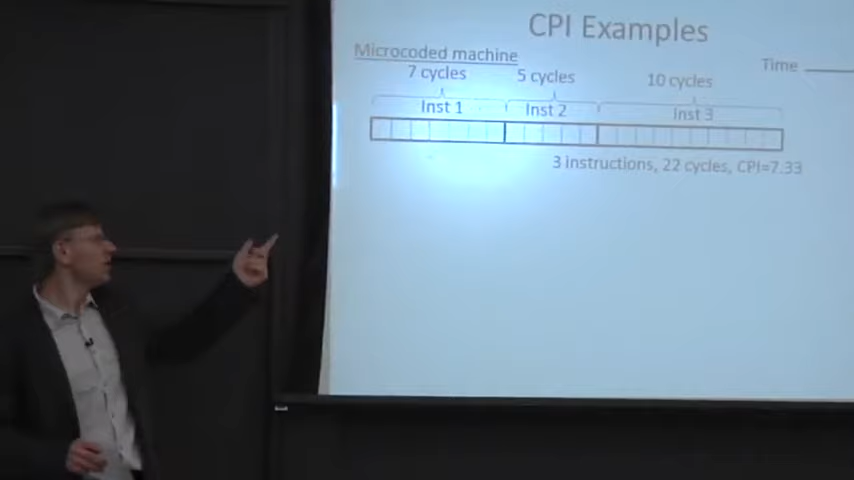 CPI Examples
Microcoded machine
Time
7 cycles 5 cycles 10 cycles
Inst 1 Inst 2 Inst 3
3 instructions, 22 cycles, CPI=7.33